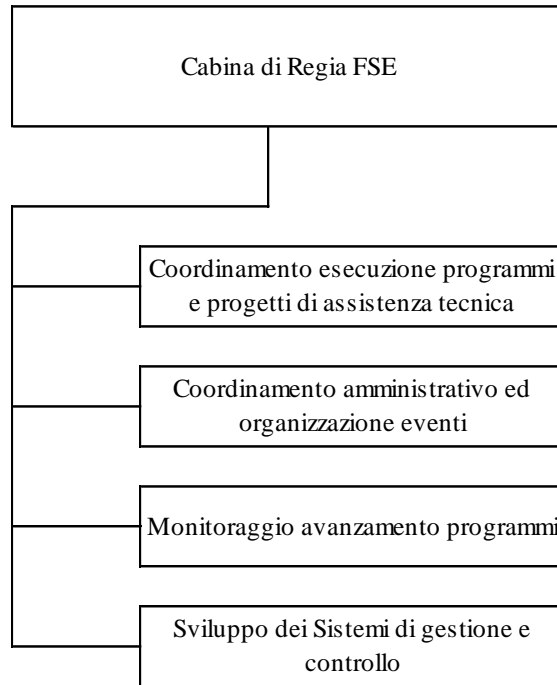 Cabina di Regia FSE
Coordinamento esecuzione programmi
e progetti di assistenza tecnica
Coordinamento amministrativo ed
organizzazione eventi
Monitoraggio avanzamento programmi
Sviluppo dei Sistemi di gestione e
controllo